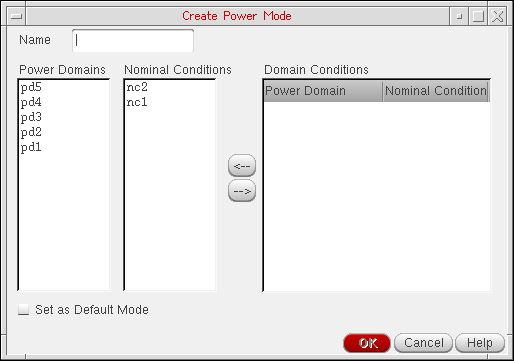 Create Power Mode
Name
Power Domains
Nominal Conditions
Domain Conditions
pd5
pd4
pd3
pd2
pd1
nc2
nc1
<--
-->
Power Domain
Nominal Condition
Set as Default Mode
OK
Cancel
Help